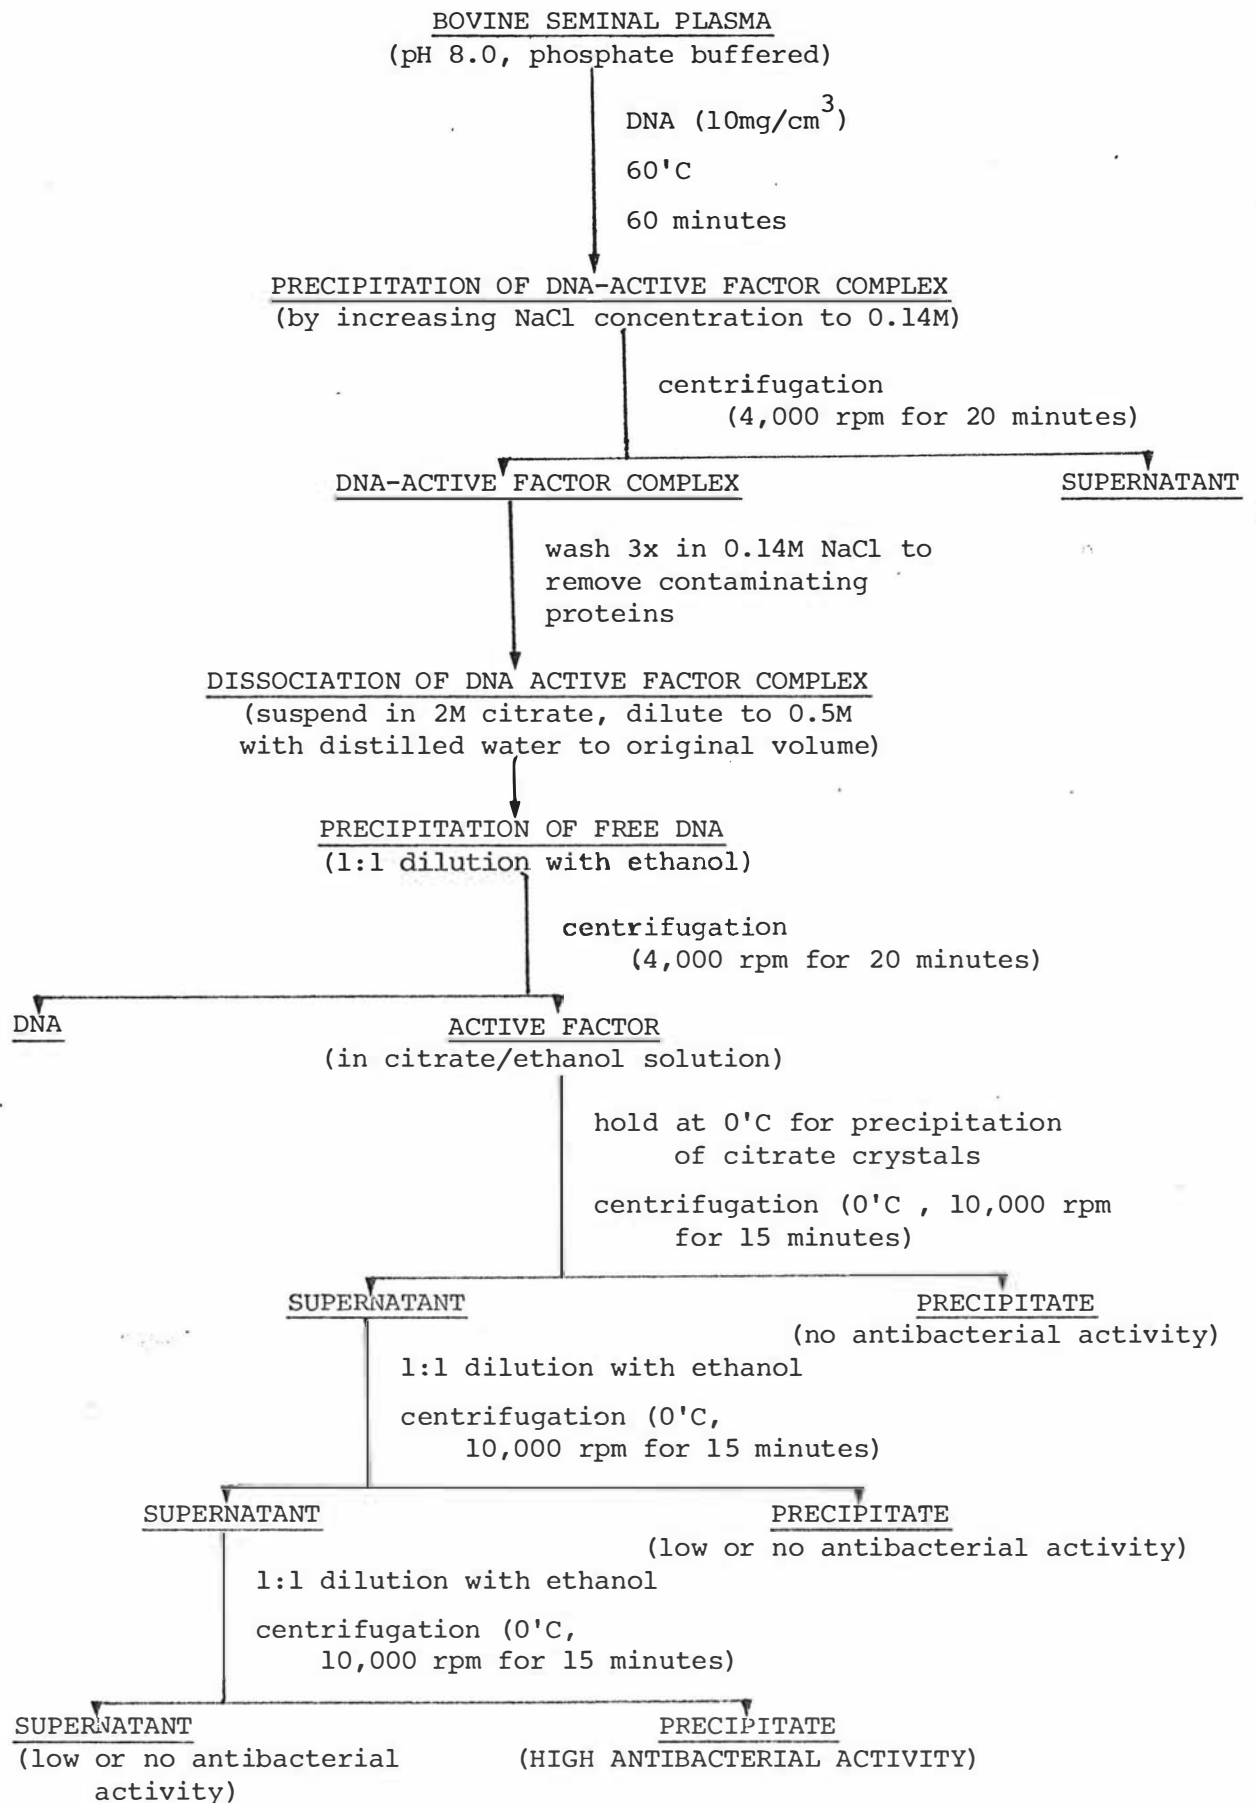 BOVINE SEMINAL PLASMA
(pH 8.0, phosphate buffered)
DNA (10mg/cm³)
60'C
60 minutes
PRECIPITATION OF DNA-ACTIVE FACTOR COMPLEX
(by increasing NaCl concentration to 0.14M)
centrifugation
(4,000 rpm for 20 minutes)
DNA-ACTIVE FACTOR COMPLEX
SUPERNATANT
wash 3x in 0.14M NaCl to
remove contaminating
proteins
DISSOCIATION OF DNA ACTIVE FACTOR COMPLEX
(suspend in 2M citrate, dilute to 0.5M
with distilled water to original volume)
PRECIPITATION OF FREE DNA
(1:1 dilution with ethanol)
centrifugation
(4,000 rpm for 20 minutes)
DNA
ACTIVE FACTOR
(in citrate/ethanol solution)
hold at 0'C for precipitation
of citrate crystals
centrifugation (0'C , 10,000 rpm
for 15 minutes)
SUPERNATANT
PRECIPITATE
(no antibacterial activity)
1:1 dilution with ethanol
centrifugation (0'C,
10,000 rpm for 15 minutes)
SUPERNATANT
PRECIPITATE
(low or no antibacterial activity)
1:1 dilution with ethanol
centrifugation (0'C,
10,000 rpm for 15 minutes)
SUPERNATANT
PRECIPITATE
(low or no antibacterial
activity)
(HIGH ANTIBACTERIAL ACTIVITY)